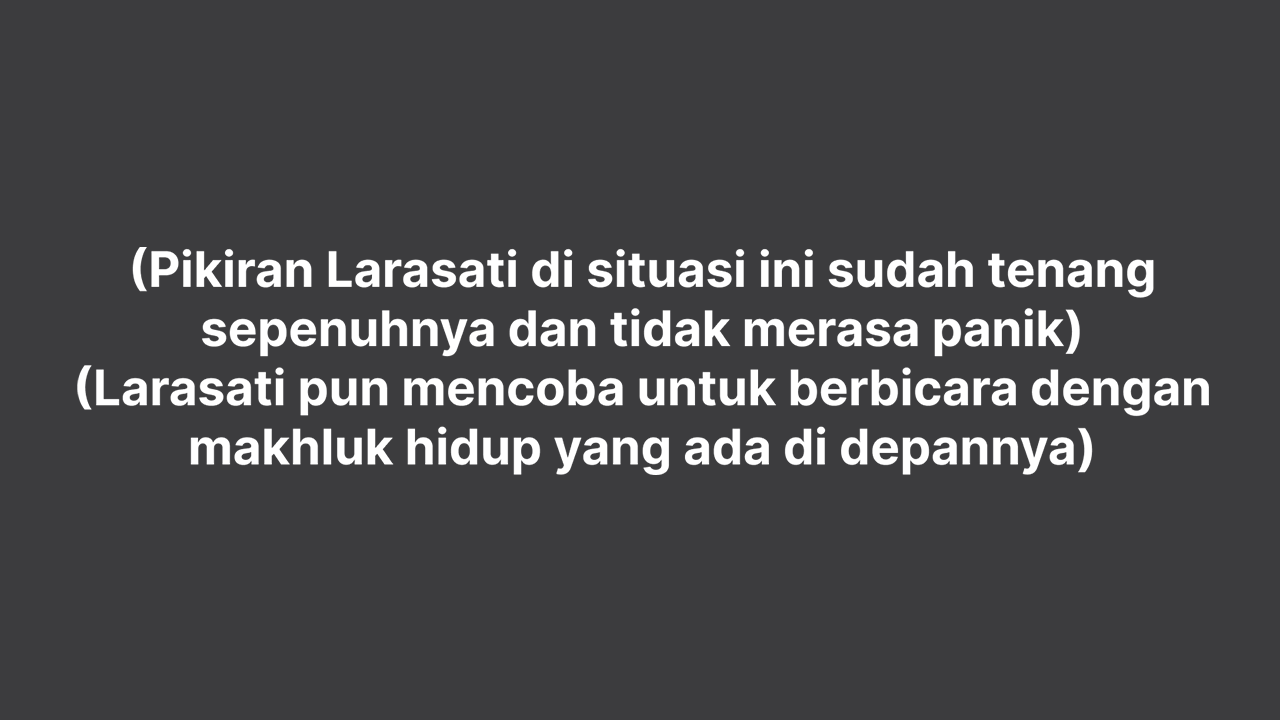 (Pikiran Larasati di situasi ini sudah tenang
sepenuhnya dan tidak merasa panik)
(Larasati pun mencoba untuk berbicara dengan
makhluk hidup yang ada di depannya)